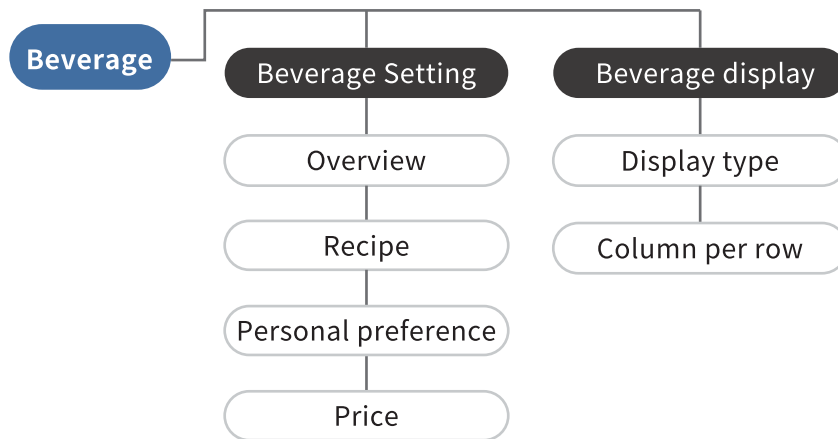 Beverage
Beverage Setting
Overview
Recipe
Personal preference
Price
Beverage display
Display type
Column per row